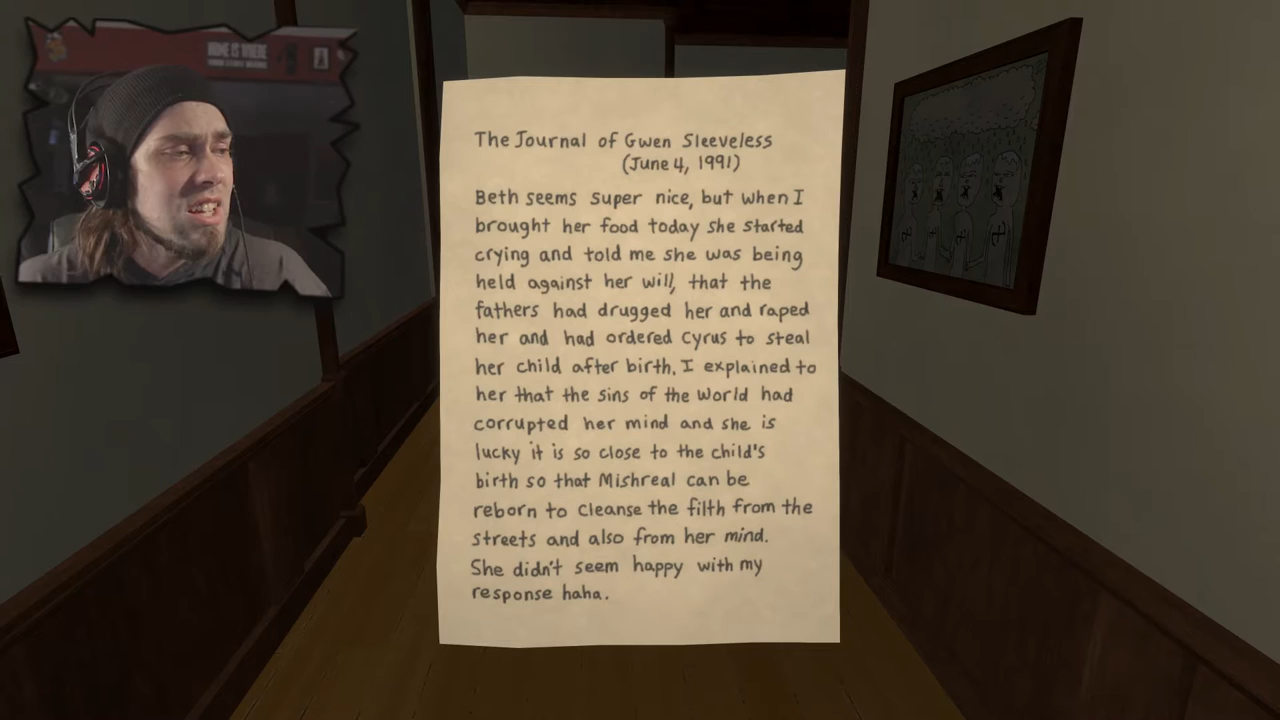 HOME IS WHERE
The Journal of Gwen Sleeveless
(June 4, 1991)
Beth seems super nice, but when I
brought her food today she started
crying and told me she was being
held against her will, that the
fathers had drugged her and raped
her and had ordered Cyrus to steal
her child after birth. I explained to
her that the sins of the world had
corrupted her mind and she is
lucky it is so close to the child's
birth so that Mishreal can be
reborn to cleanse the filth from the
streets and also from her mind.
She didn't seem happy with my
response haha.